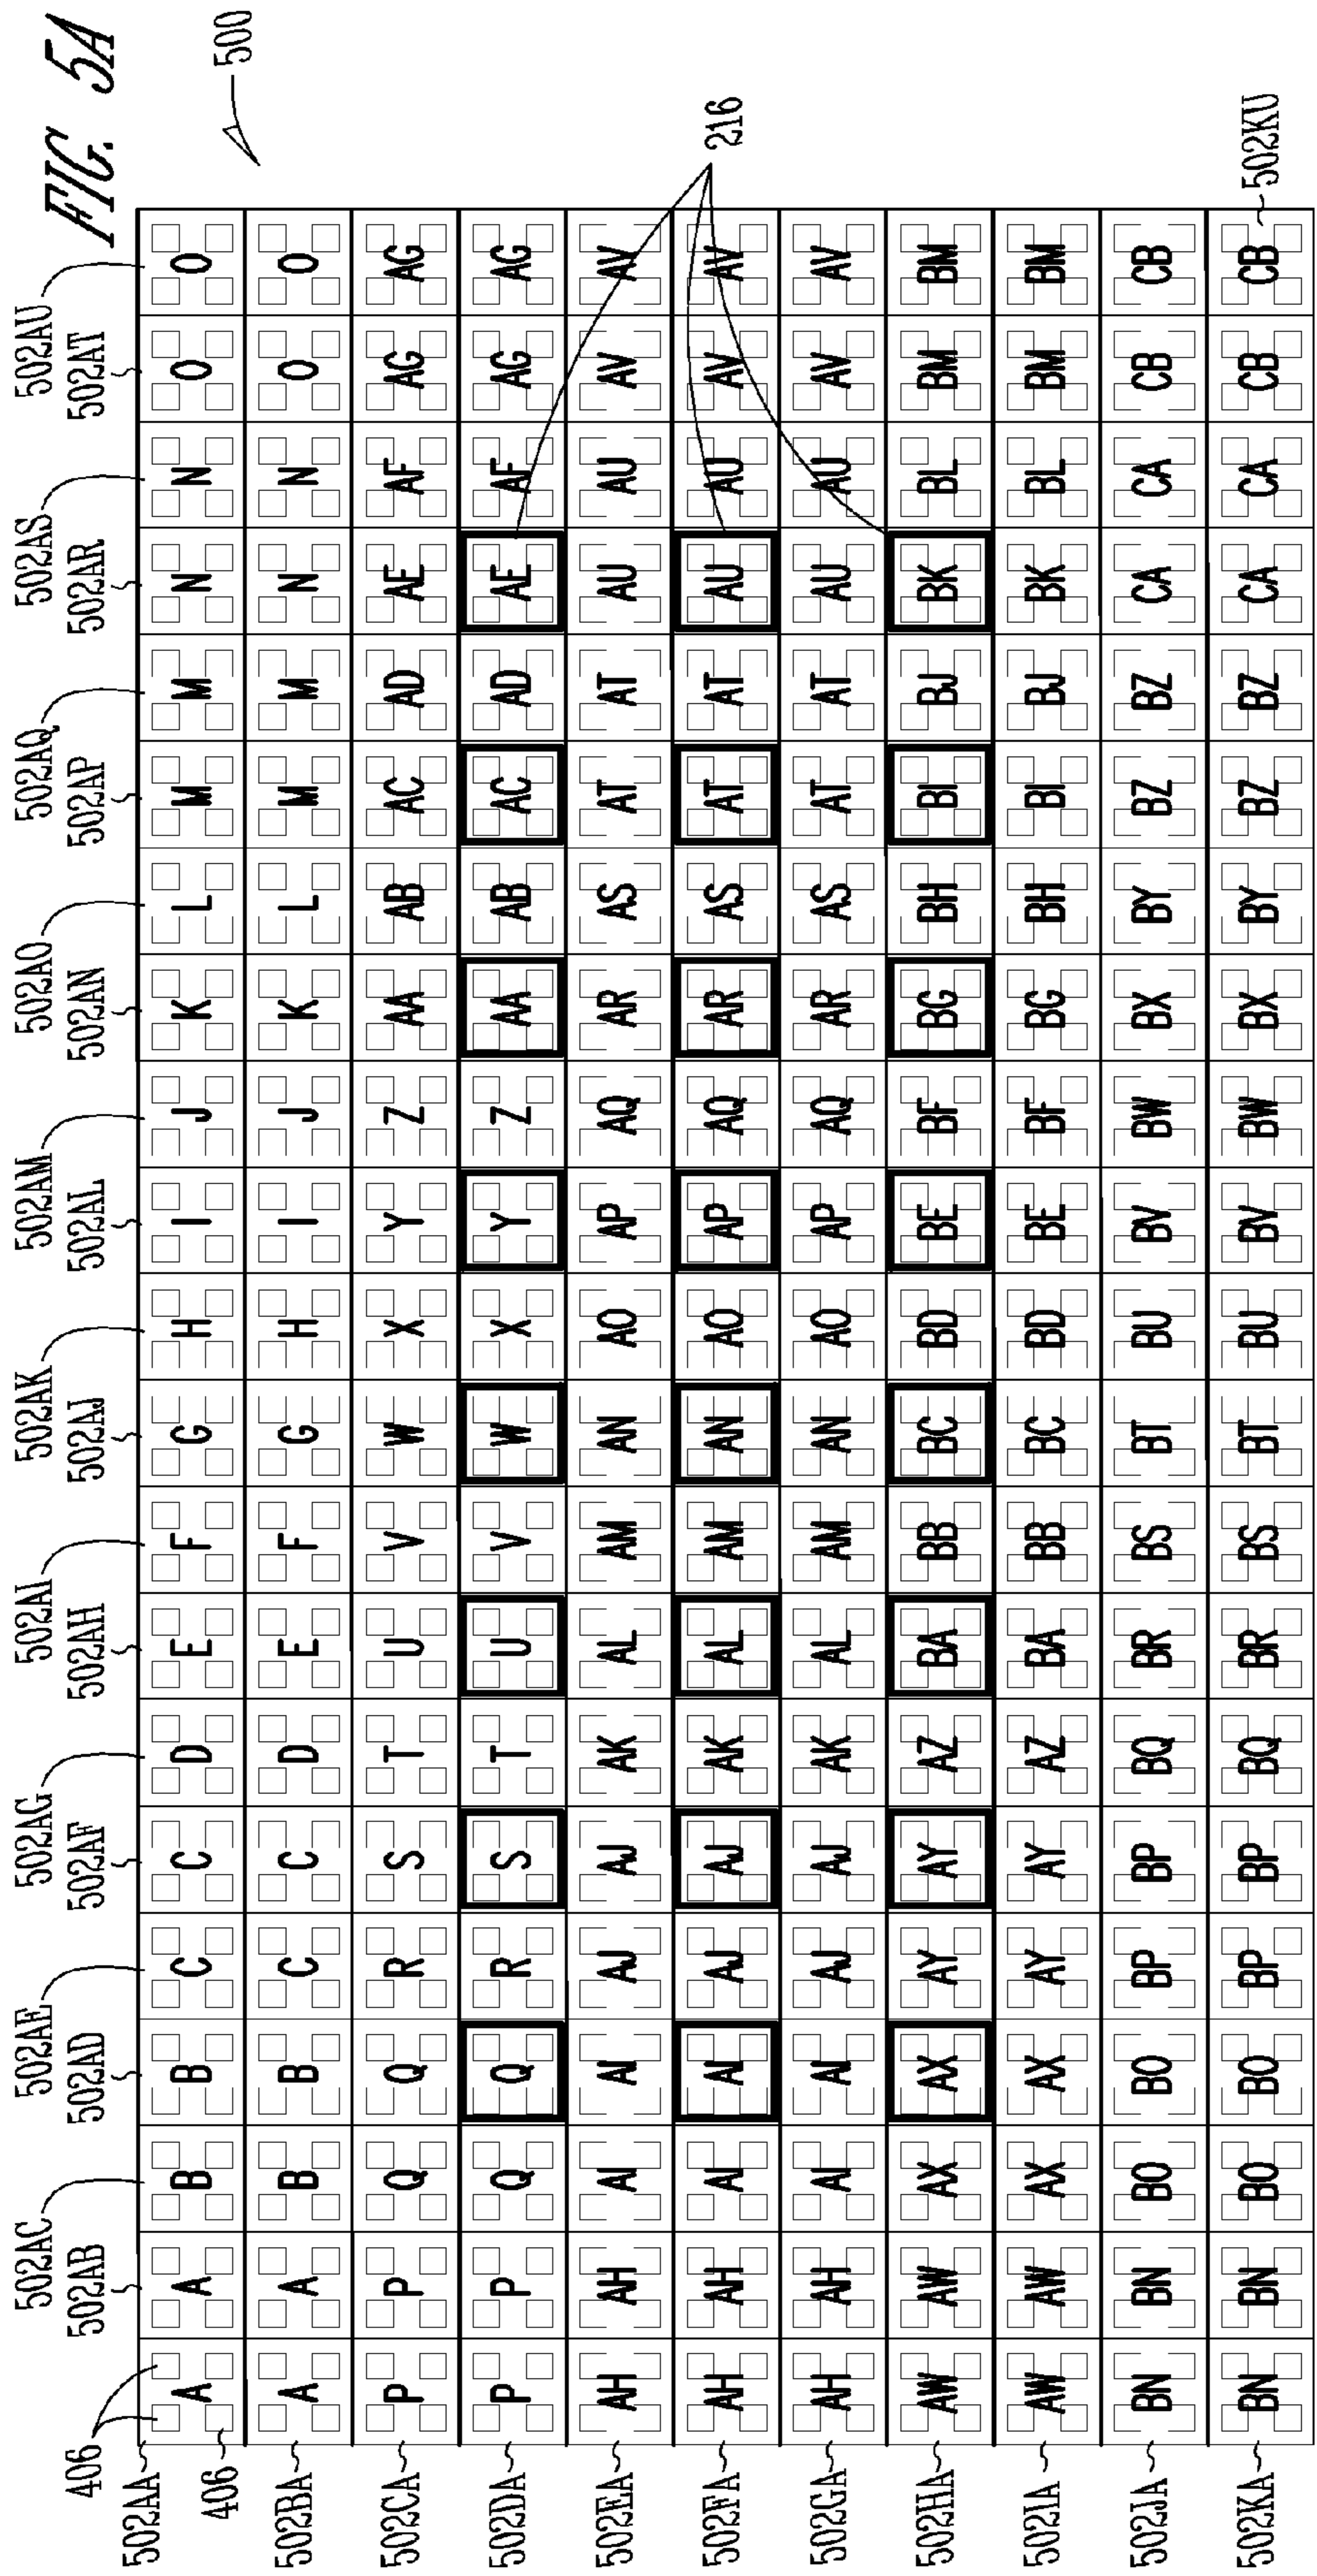 FIG. 5A
500
502AC 502AE 502AG 502AI 502AK 502AM 502AO 502AQ 502AS 502AU
406 502AB 502AD 502AF 502AH 502AJ 502AL 502AN 502AP 502AR 502AT
502AA A A B B C C D E F G H I J K L M M N N O O
406
502BA A A B B C C D E F G H I J K L M M N N O O
502CA P P Q Q R S T U V W X Y Z AA AB AC AD AE AF AG AG
502DA P P Q Q R S T U V W X Y Z AA AB AC AD AE AF AG AG
502EA AH AH AI AI AJ AJ AK AL AM AN AO AP AQ AR AS AT AT AU AU AV AV
502FA AH AH AI AI AJ AJ AK AL AM AN AO AP AQ AR AS AT AT AU AU AV AV 216
502GA AH AH AI AI AJ AJ AK AL AM AN AO AP AQ AR AS AT AT AU AU AV AV
502HA AW AW AX AX AY AY AZ BA BB BC BD BE BF BG BH BI BJ BK BL BM BM
502IA AW AW AX AX AY AY AZ BA BB BC BD BE BF BG BH BI BJ BK BL BM BM
502JA BN BN BO BO BP BP BQ BR BS BT BU BV BW BX BY BZ BZ CA CA CB CB
502KA BN BN BO BO BP BP BQ BR BS BT BU BV BW BX BY BZ BZ CA CA CB CB 502KU